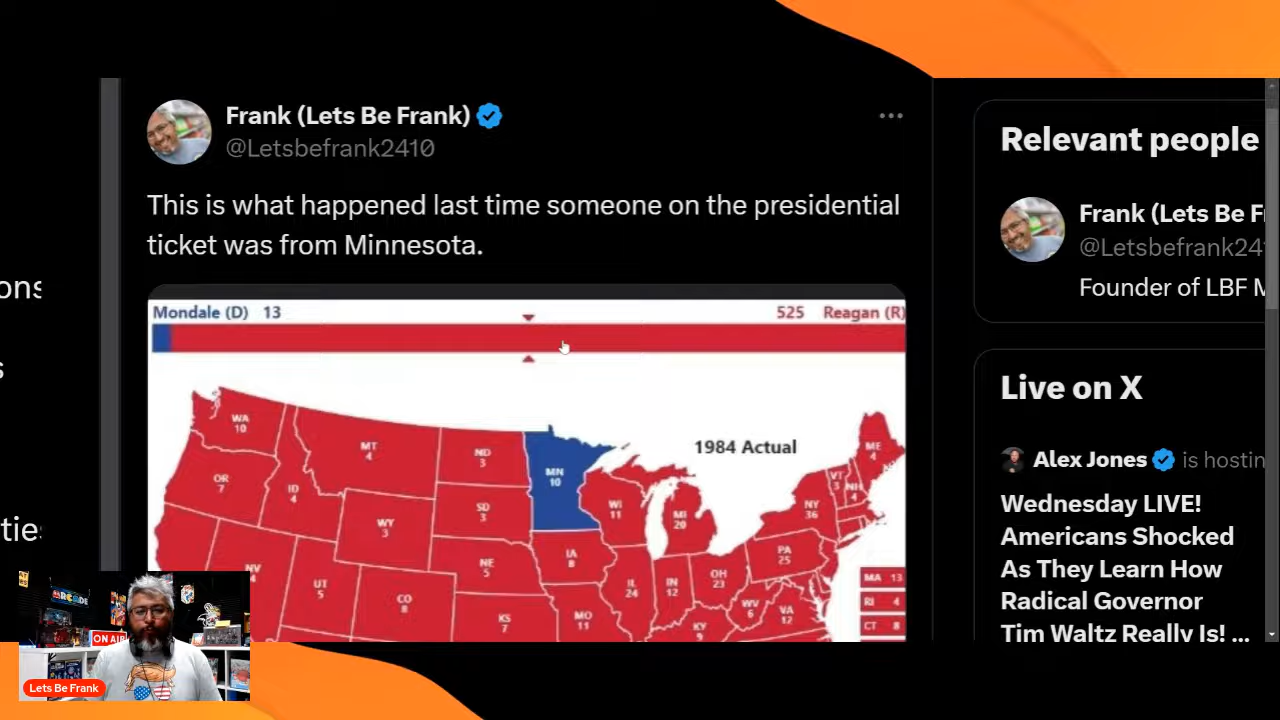 Frank (Lets Be Frank)
@Letsbefrank2410
This is what happened last time someone on the presidential
ticket was from Minnesota.
Mondale (D) 13
525 Reagan (R)
1984 Actual
WA
10
MT
4
ND
3
MN
10
ME
4
OR
7
ID
4
SD
3
WI
11
MI
20
VT
3
NH
4
NY
36
WY
3
IA
8
PA
25
NE
5
NV
4
UT
5
CO
8
IL
24
IN
12
OH
23
WV
6
VA
12
KS
7
MO
11
KY
9
MA 13
RI 4
CT 8
Relevant people
Frank (Lets Be F
@Letsbefrank24
Founder of LBF M
Live on X
Alex Jones is hostin
Wednesday LIVE!
Americans Shocked
As They Learn How
Radical Governor
Tim Waltz Really Is! ...
ons
s
ties
ON AIR
Lets Be Frank